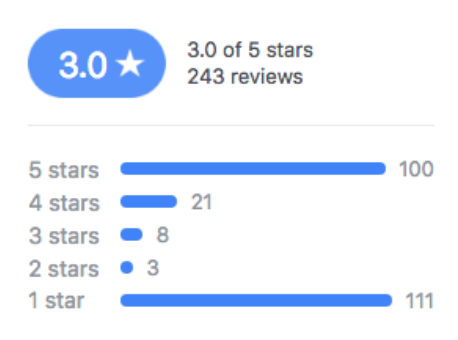 3.0 ★
3.0 of 5 stars
243 reviews
5 stars 100
4 stars 21
3 stars 8
2 stars 3
1 star 111